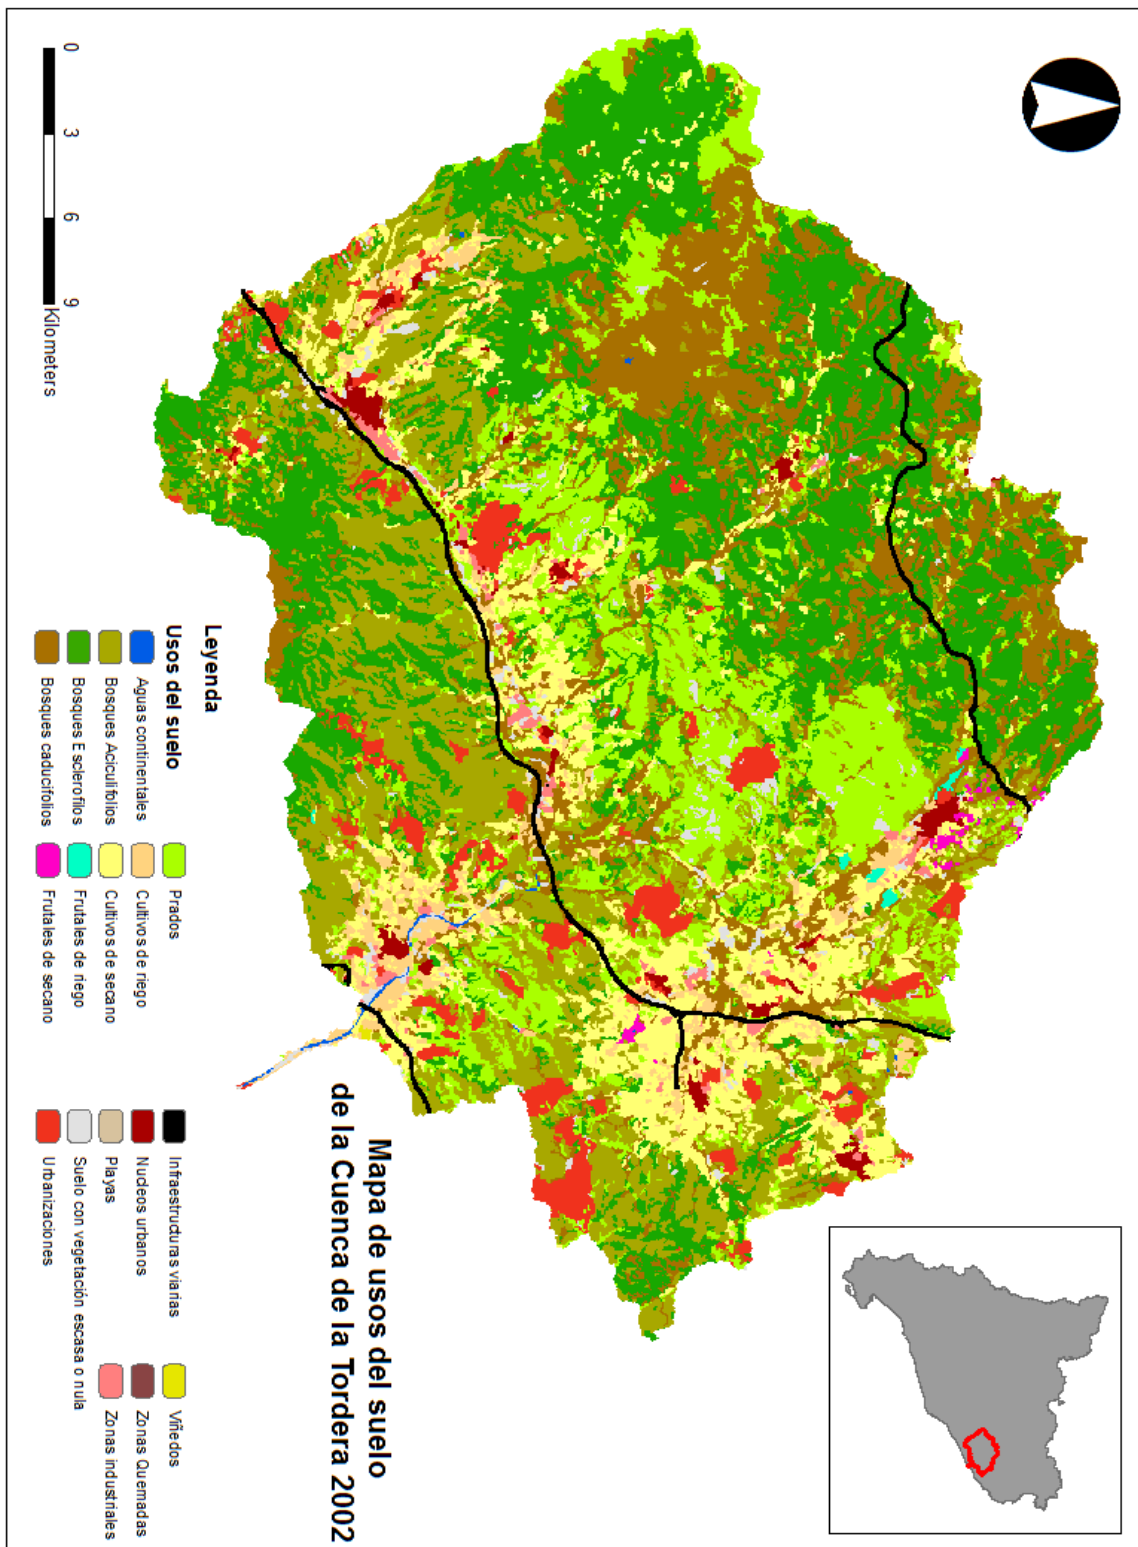 Mapa de usos del suelo
de la Cuenca de la Tordera 2002
Leyenda
Usos del suelo
Aguas continentales
Bosques Aciculifolios
Bosques Esclerofilos
Bosques caducifolios
Prados
Cultivos de riego
Cultivos de secano
Frutales de riego
Frutales de secano
Infraestructuras viarias
Nucleos urbanos
Playas
Suelo con vegetación escasa o nula
Urbanizaciones
Viñedos
Zonas Quemadas
Zonas industriales
0 3 6 9
Kilometers